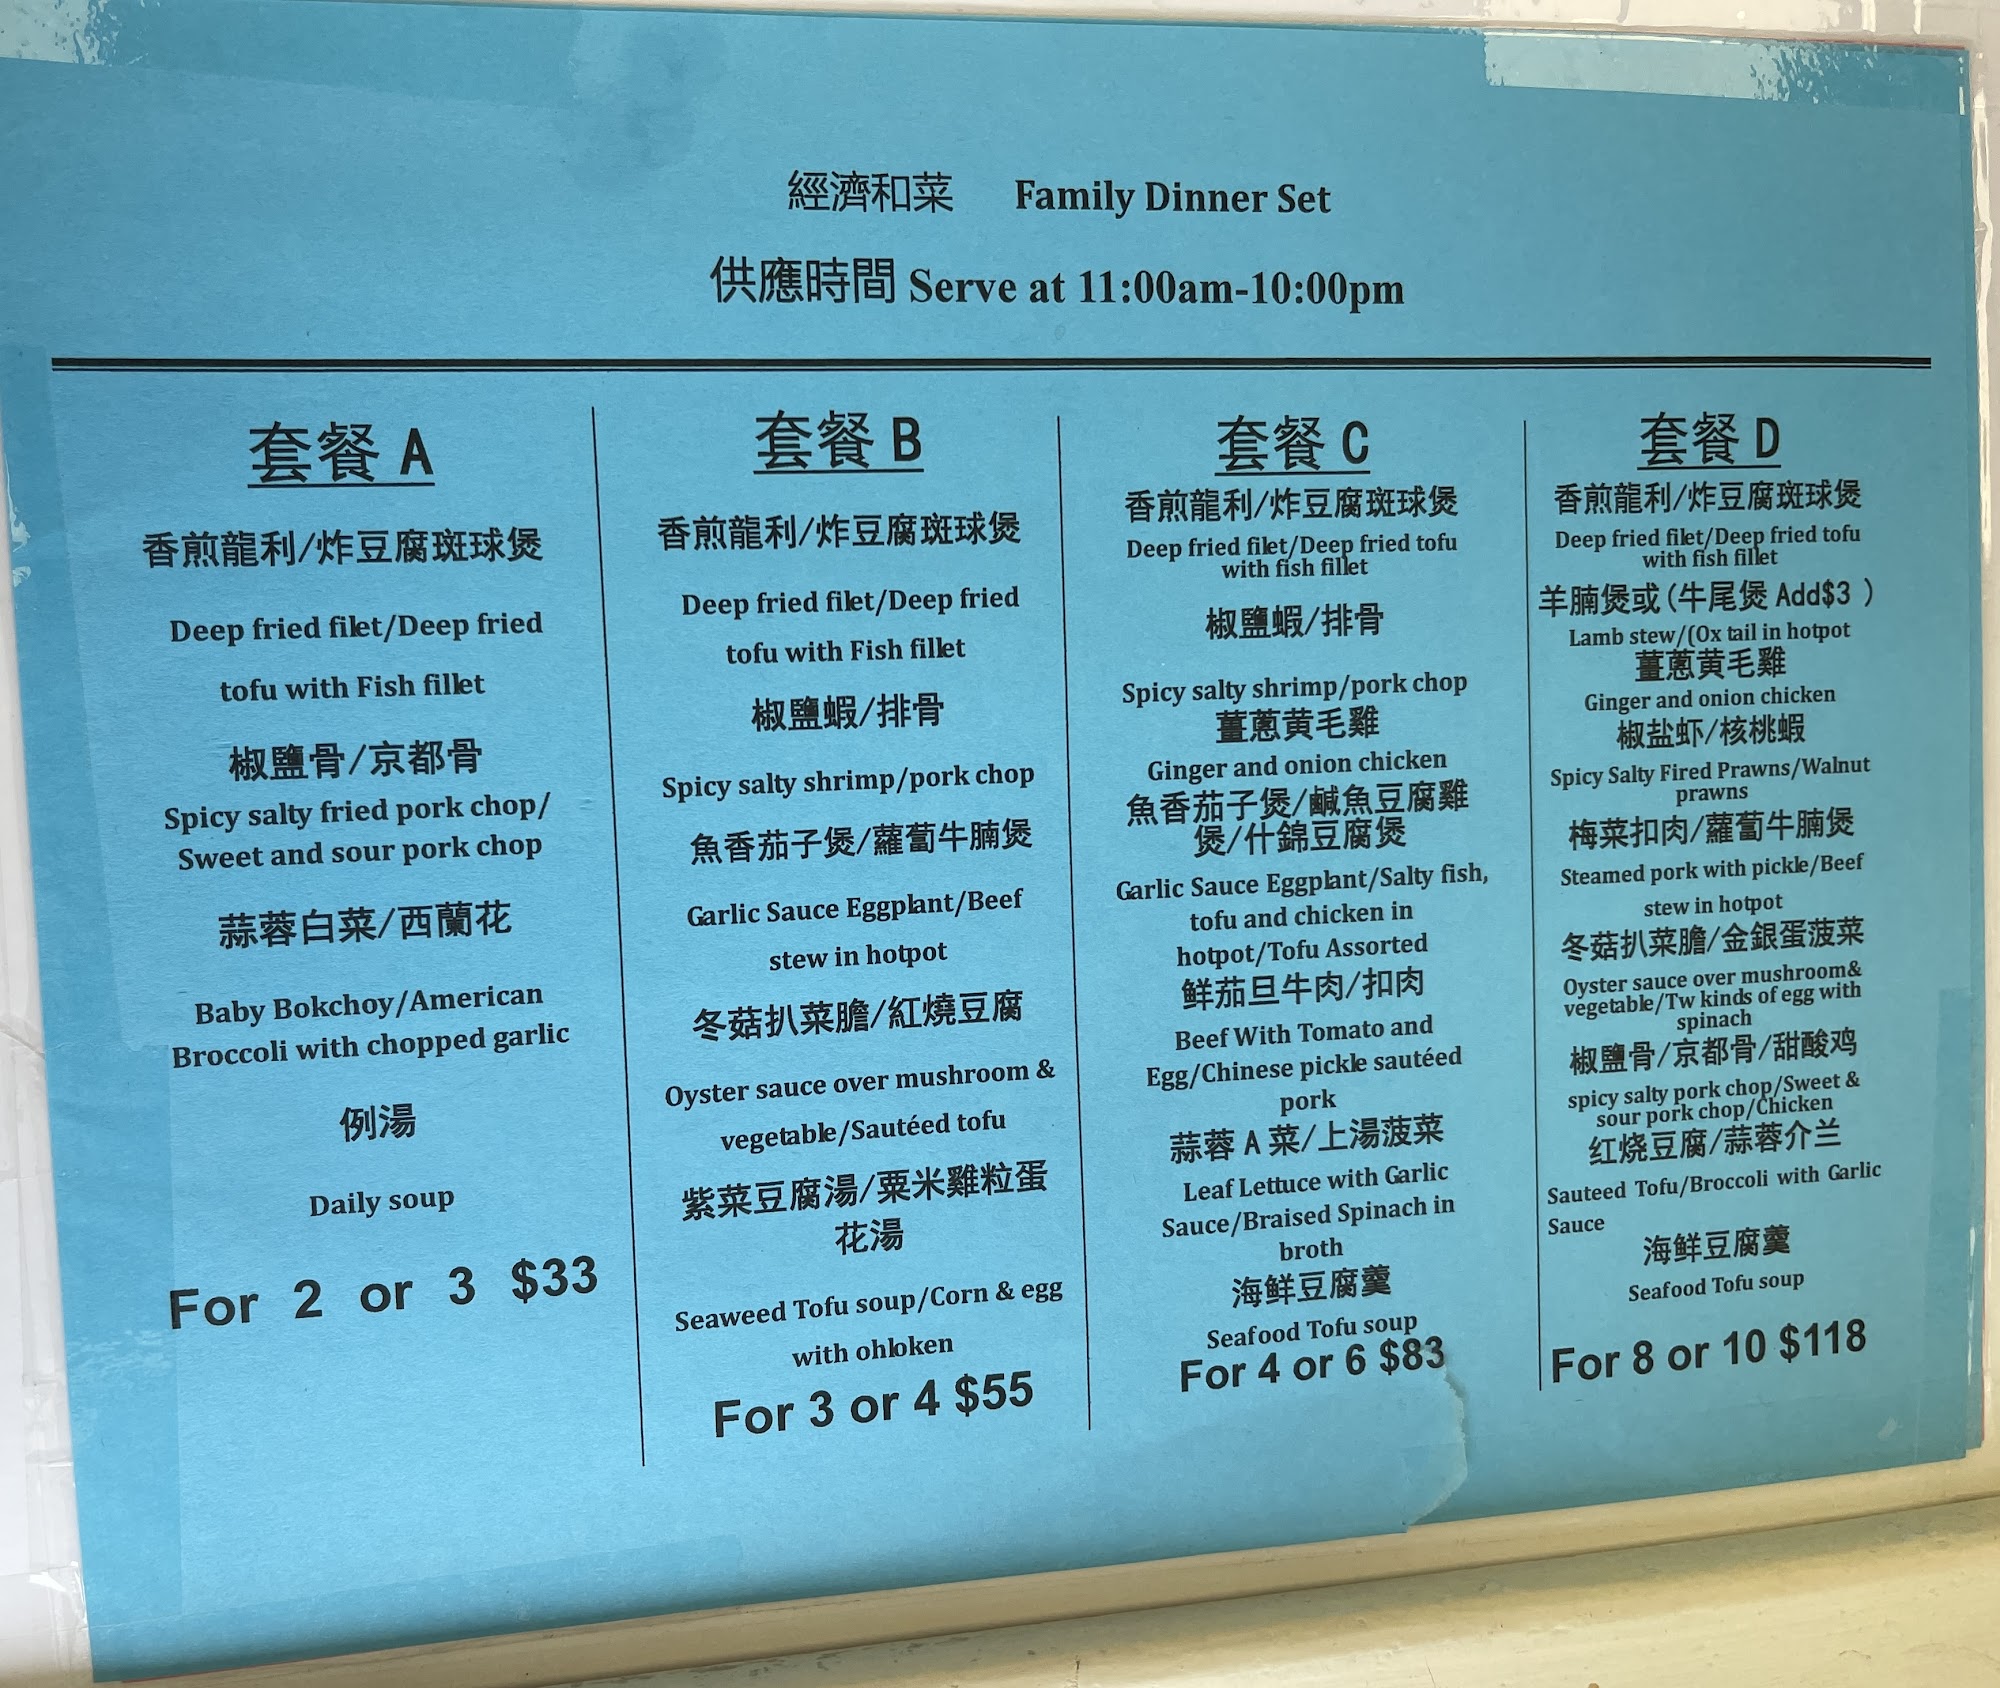 經濟和菜 Family Dinner Set
供應時間 Serve at 11:00am-10:00pm
套餐 A
香煎龍利/炸豆腐斑球煲
Deep fried filet/Deep fried
tofu with Fish fillet
椒鹽骨/京都骨
Spicy salty fried pork chop/
Sweet and sour pork chop
蒜蓉白菜/西蘭花
Baby Bokchoy/American
Broccoli with chopped garlic
例湯
Daily soup
For 2 or 3 $33
套餐 B
香煎龍利/炸豆腐斑球煲
Deep fried filet/Deep fried
tofu with Fish fillet
椒鹽蝦/排骨
Spicy salty shrimp/pork chop
魚香茄子煲/蘿蔔牛腩煲
Garlic Sauce Eggplant/Beef
stew in hotpot
冬菇扒菜膽/紅燒豆腐
Oyster sauce over mushroom &
vegetable/Sautéed tofu
紫菜豆腐湯/粟米雞粒蛋
花湯
Seaweed Tofu soup/Corn & egg
with ohloken
For 3 or 4 $55
套餐 C
香煎龍利/炸豆腐斑球煲
Deep fried filet/Deep fried tofu
with fish fillet
椒鹽蝦/排骨
Spicy salty shrimp/pork chop
薑蔥黄毛雞
Ginger and onion chicken
魚香茄子煲/鹹魚豆腐雞
煲/什錦豆腐煲
Garlic Sauce Eggplant/Salty fish,
tofu and chicken in
hotpot/Tofu Assorted
鲜茄旦牛肉/扣肉
Beef With Tomato and
Egg/Chinese pickle sautéed
pork
蒜蓉 A 菜/上湯菠菜
Leaf Lettuce with Garlic
Sauce/Braised Spinach in
broth
海鲜豆腐羹
Seafood Tofu soup
For 4 or 6 $83
套餐 D
香煎龍利/炸豆腐斑球煲
Deep fried filet/Deep fried tofu
with fish fillet
羊腩煲或(牛尾煲 Add$3 )
Lamb stew/(Ox tail in hotpot
薑蔥黄毛雞
Ginger and onion chicken
椒盐虾/核桃蝦
Spicy Salty Fired Prawns/Walnut
prawns
梅菜扣肉/蘿蔔牛腩煲
Steamed pork with pickle/Beef
stew in hotpot
冬菇扒菜膽/金銀蛋菠菜
Oyster sauce over mushroom&
vegetable/Tw kinds of egg with
spinach
椒鹽骨/京都骨/甜酸鸡
spicy salty pork chop/Sweet &
sour pork chop/Chicken
红烧豆腐/蒜蓉介兰
Sauteed Tofu/Broccoli with Garlic
Sauce
海鲜豆腐羹
Seafood Tofu soup
For 8 or 10 $118